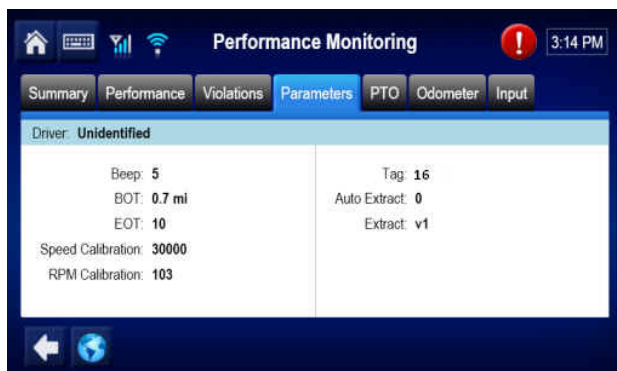 Performance Monitoring
! 3:14 PM
Summary Performance Violations Parameters PTO Odometer Input
Driver: Unidentified
Beep: 5
BOT: 0.7 mi
EOT: 10
Speed Calibration: 30000
RPM Calibration: 103
Tag: 16
Auto Extract: 0
Extract: v1